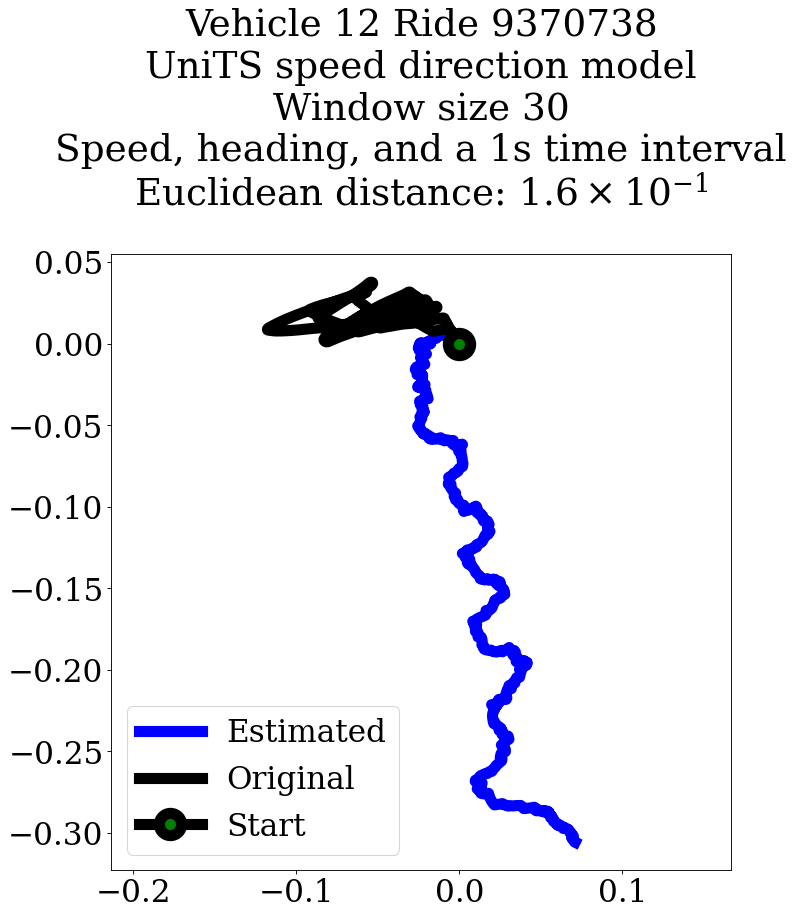 Vehicle 12 Ride 9370738
UniTS speed direction model
Window size 30
Speed, heading, and a 1s time interval
Euclidean distance: 1.6 × 10⁻¹
0.05
0.00
−0.05
−0.10
−0.15
−0.20
−0.25
−0.30
Estimated
Original
Start
−0.2
−0.1
0.0
0.1